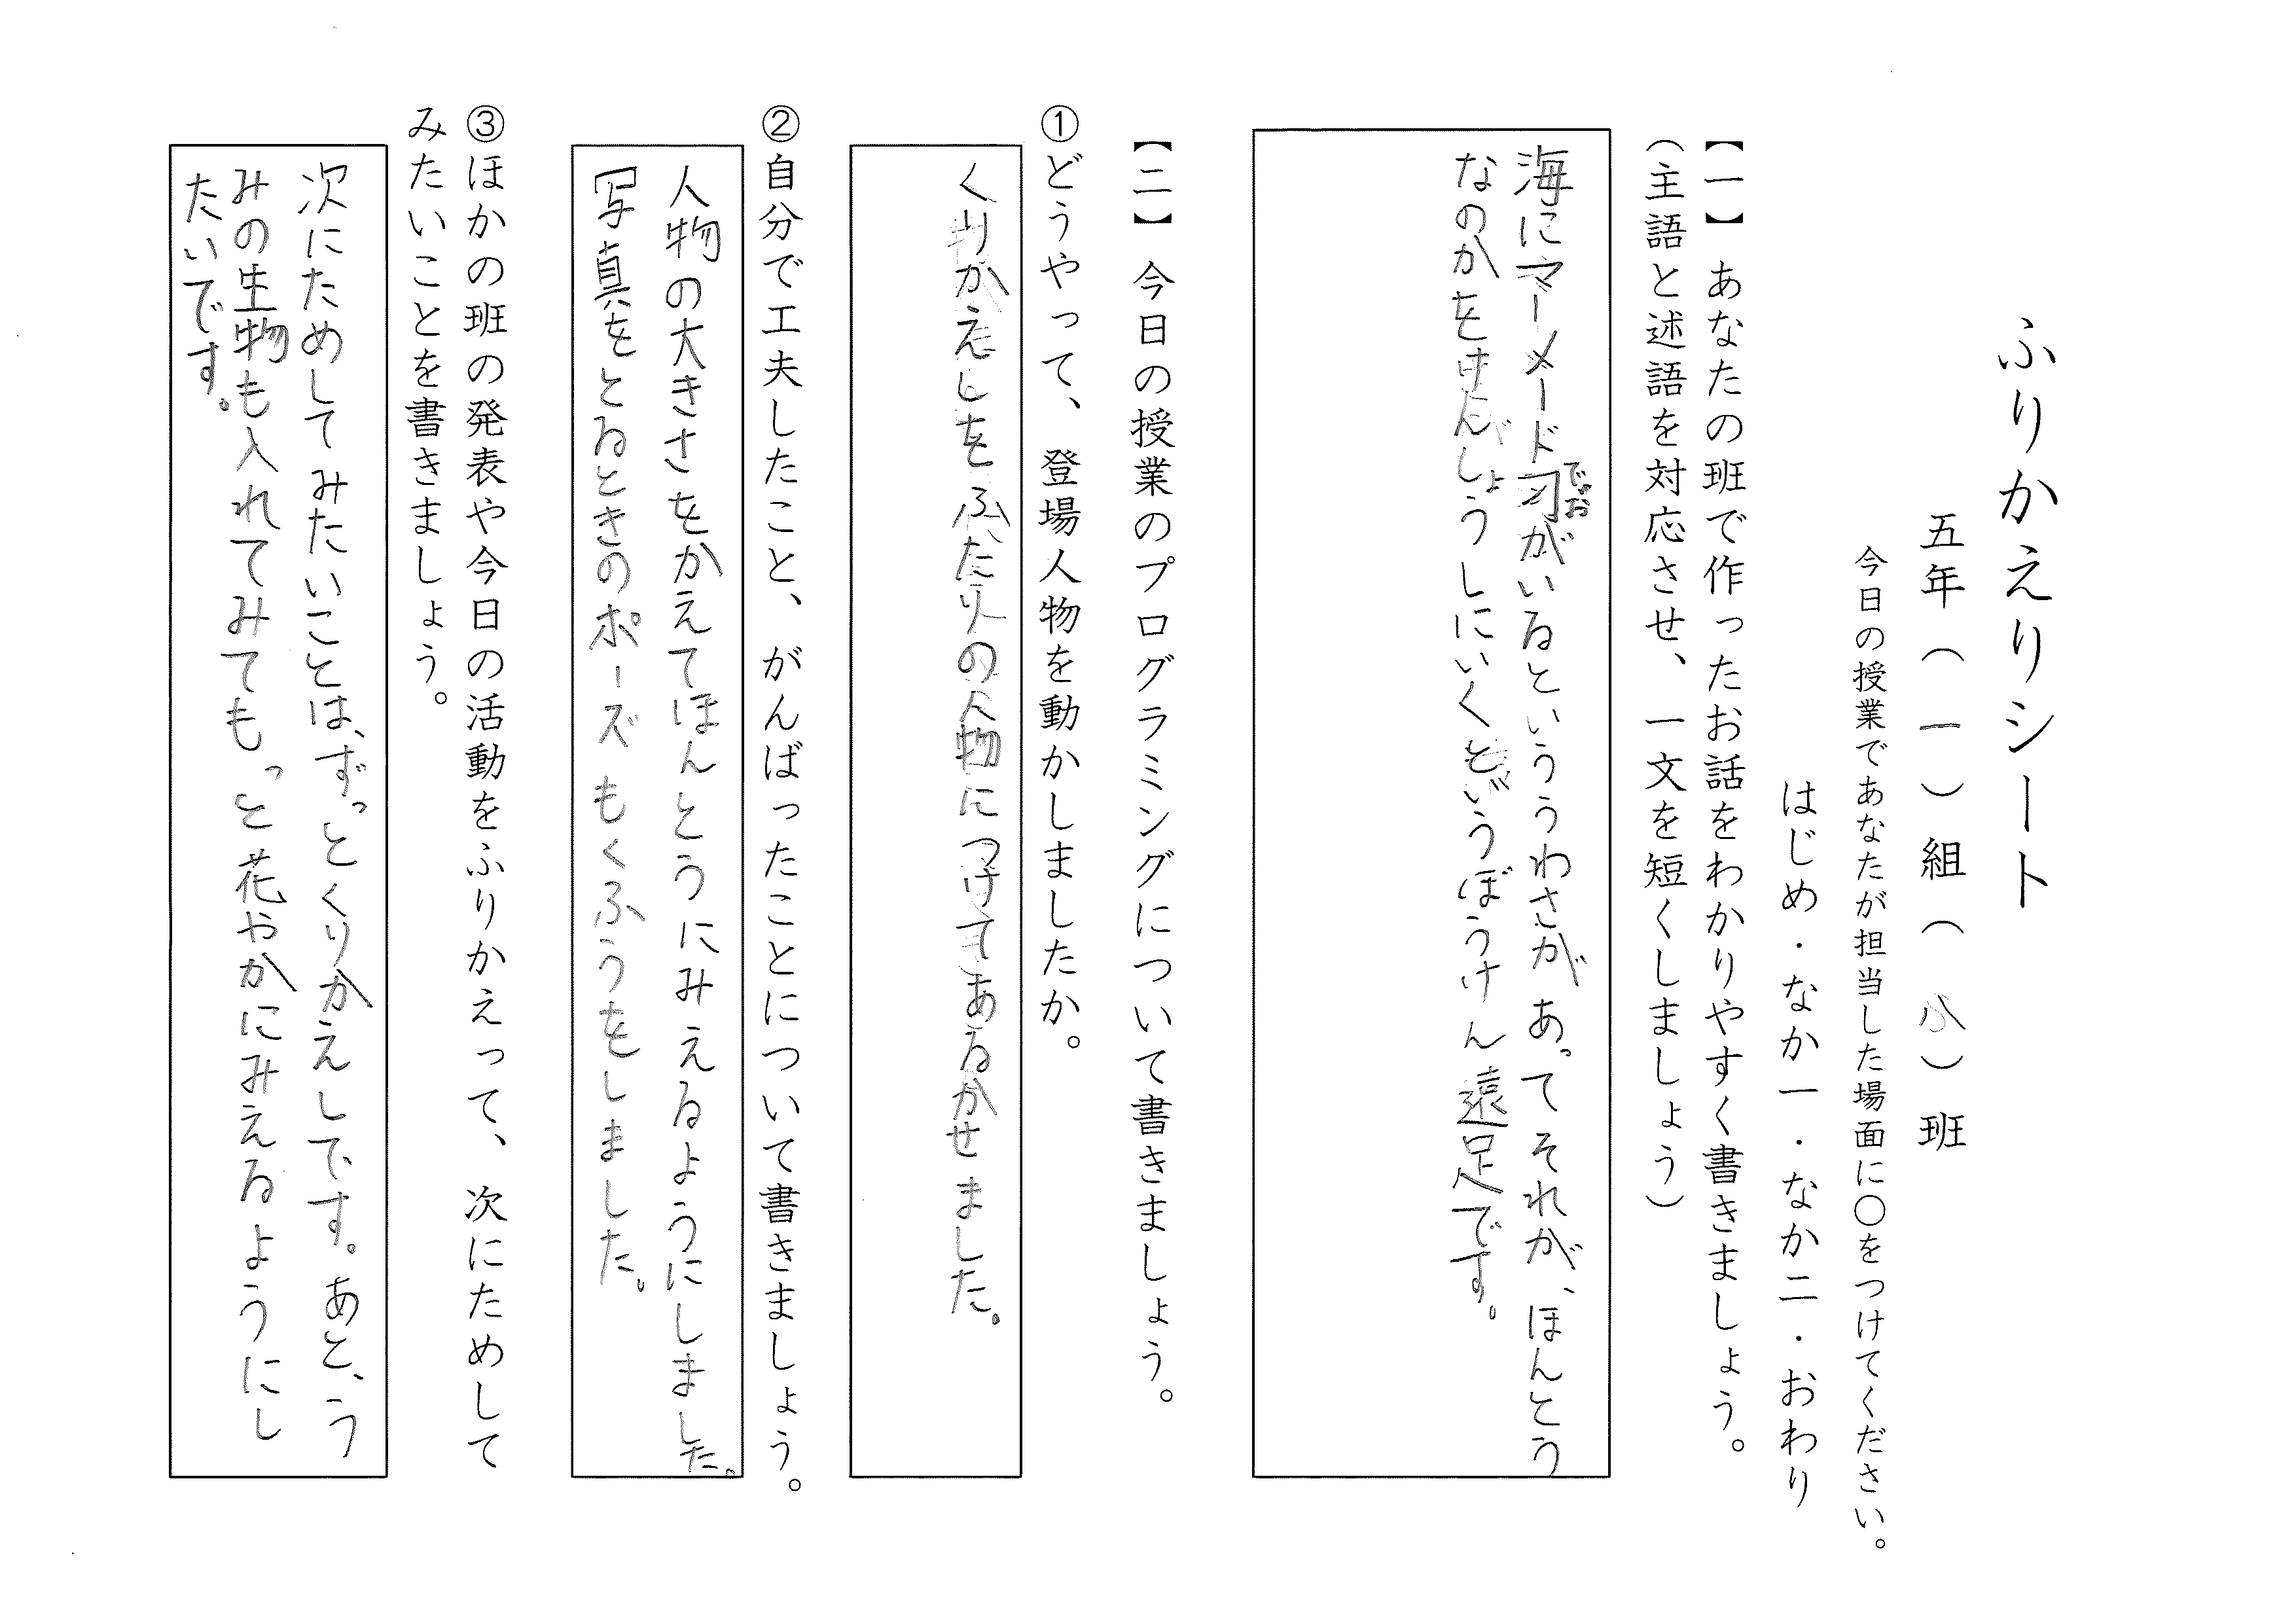 ふりかえりシート
五年(一)組(八)班
今日の授業であなたが担当した場面に○をつけてください。
はじめ・なか一・なか二・おわり
【一】あなたの班で作ったお話をわかりやすく書きましょう。
(主語と述語を対応させ、一文を短くしましょう)
海にマーメードがいるといううわさがあってそれが、ほんとう
なのかをけんしょうしにいくというぼうけん遠足です。
【二】今日の授業のプログラミングについて書きましょう。
①どうやって、登場人物を動かしましたか。
くりかえしをふたりの人物につけてあるかせました。
②自分で工夫したこと、がんばったことについて書きましょう。
人物の大きさをかえてほんとうにみえるようにしました。
写真をとるときのポーズもくふうをしました。
③ほかの班の発表や今日の活動をふりかえって、次にためして
みたいことを書きましょう。
次にためしてみたいことは、ずっとくりかえしです。あと、う
みの生物も入れてみてもっと花やかにみえるようにし
たいです。